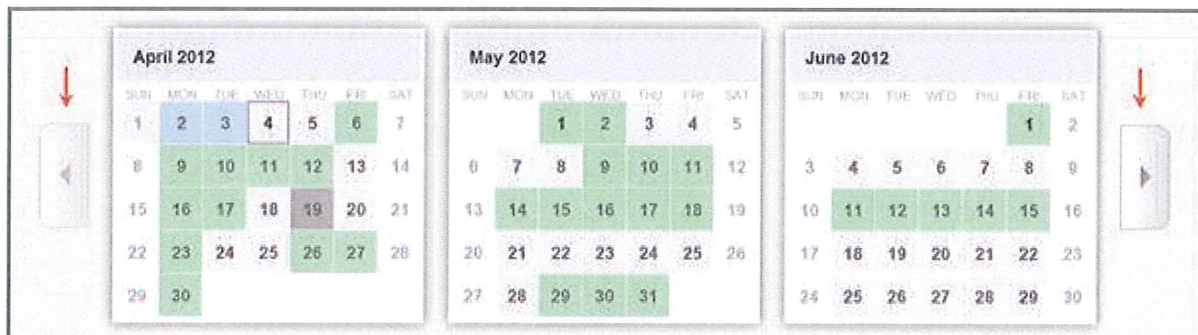 April 2012
SUN MON TUE WED THU FRI SAT
1 2 3 4 5 6 7
8 9 10 11 12 13 14
15 16 17 18 19 20 21
22 23 24 25 26 27 28
29 30
May 2012
SUN MON TUE WED THU FRI SAT
1 2 3 4 5
6 7 8 9 10 11 12
13 14 15 16 17 18 19
20 21 22 23 24 25 26
27 28 29 30 31
June 2012
SUN MON TUE WED THU FRI SAT
1 2
3 4 5 6 7 8 9
10 11 12 13 14 15 16
17 18 19 20 21 22 23
24 25 26 27 28 29 30